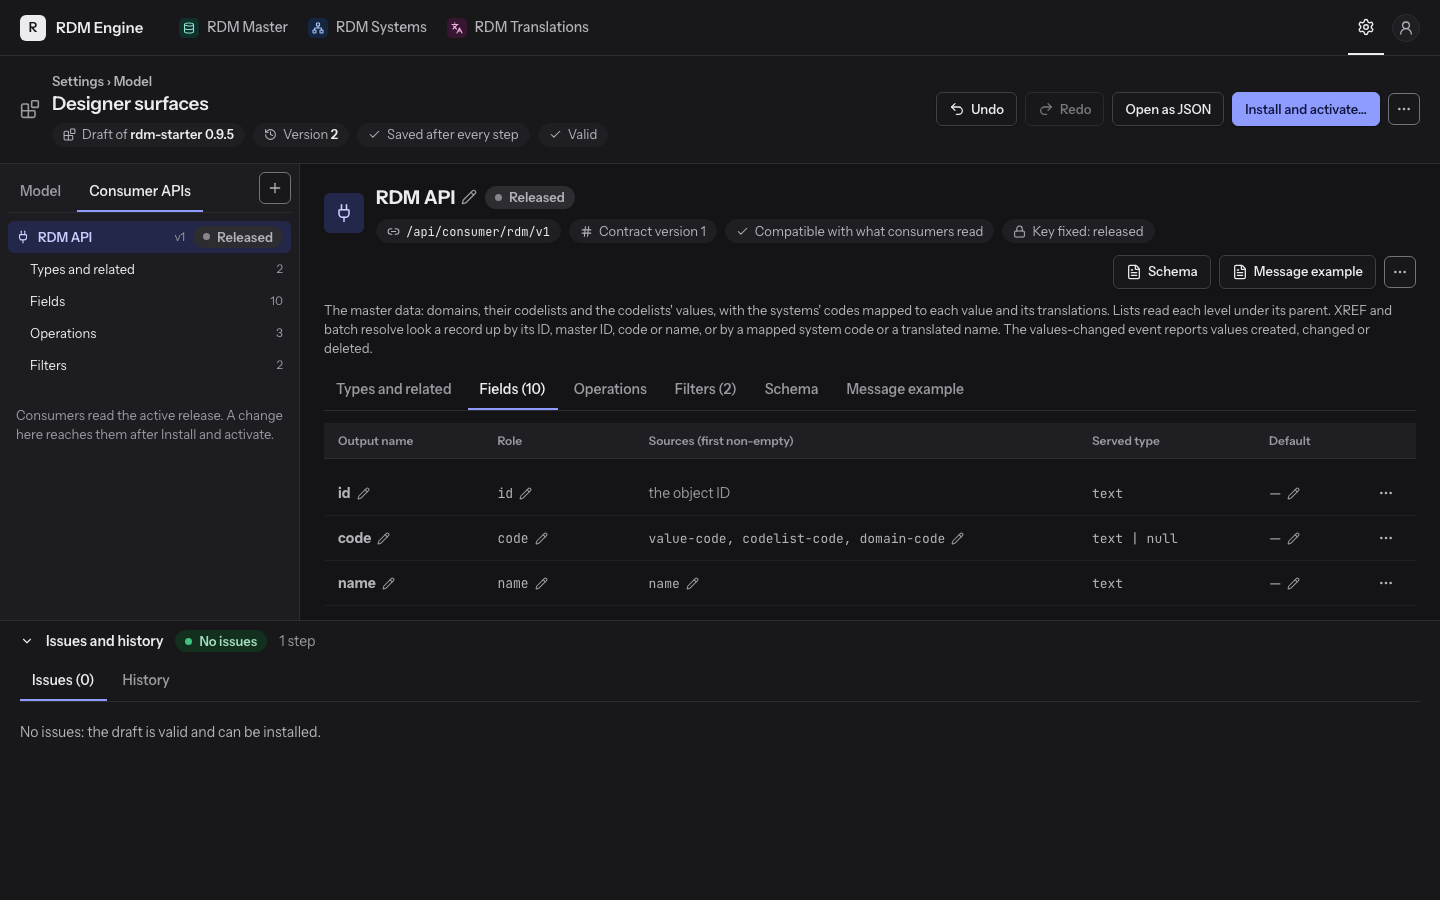 R RDM Engine RDM Master RDM Systems RDM Translations
Settings › Model
Designer surfaces
Draft of rdm-starter 0.9.5 Version 2 Saved after every step Valid
Undo Redo Open as JSON Install and activate...
Model Consumer APIs
RDM API v1 Released
Types and related 2
Fields 10
Operations 3
Filters 2
Consumers read the active release. A change
here reaches them after Install and activate.
RDM API Released
/api/consumer/rdm/v1 Contract version 1 Compatible with what consumers read Key fixed: released
Schema Message example
The master data: domains, their codelists and the codelists' values, with the systems' codes mapped to each value and its translations. Lists read each level under its parent. XREF and
batch resolve look a record up by its ID, master ID, code or name, or by a mapped system code or a translated name. The values-changed event reports values created, changed or
deleted.
Types and related Fields (10) Operations Filters (2) Schema Message example
Output name Role Sources (first non-empty) Served type Default
id id the object ID text —
code code value-code, codelist-code, domain-code text | null —
name name name text —
Issues and history No issues 1 step
Issues (0) History
No issues: the draft is valid and can be installed.